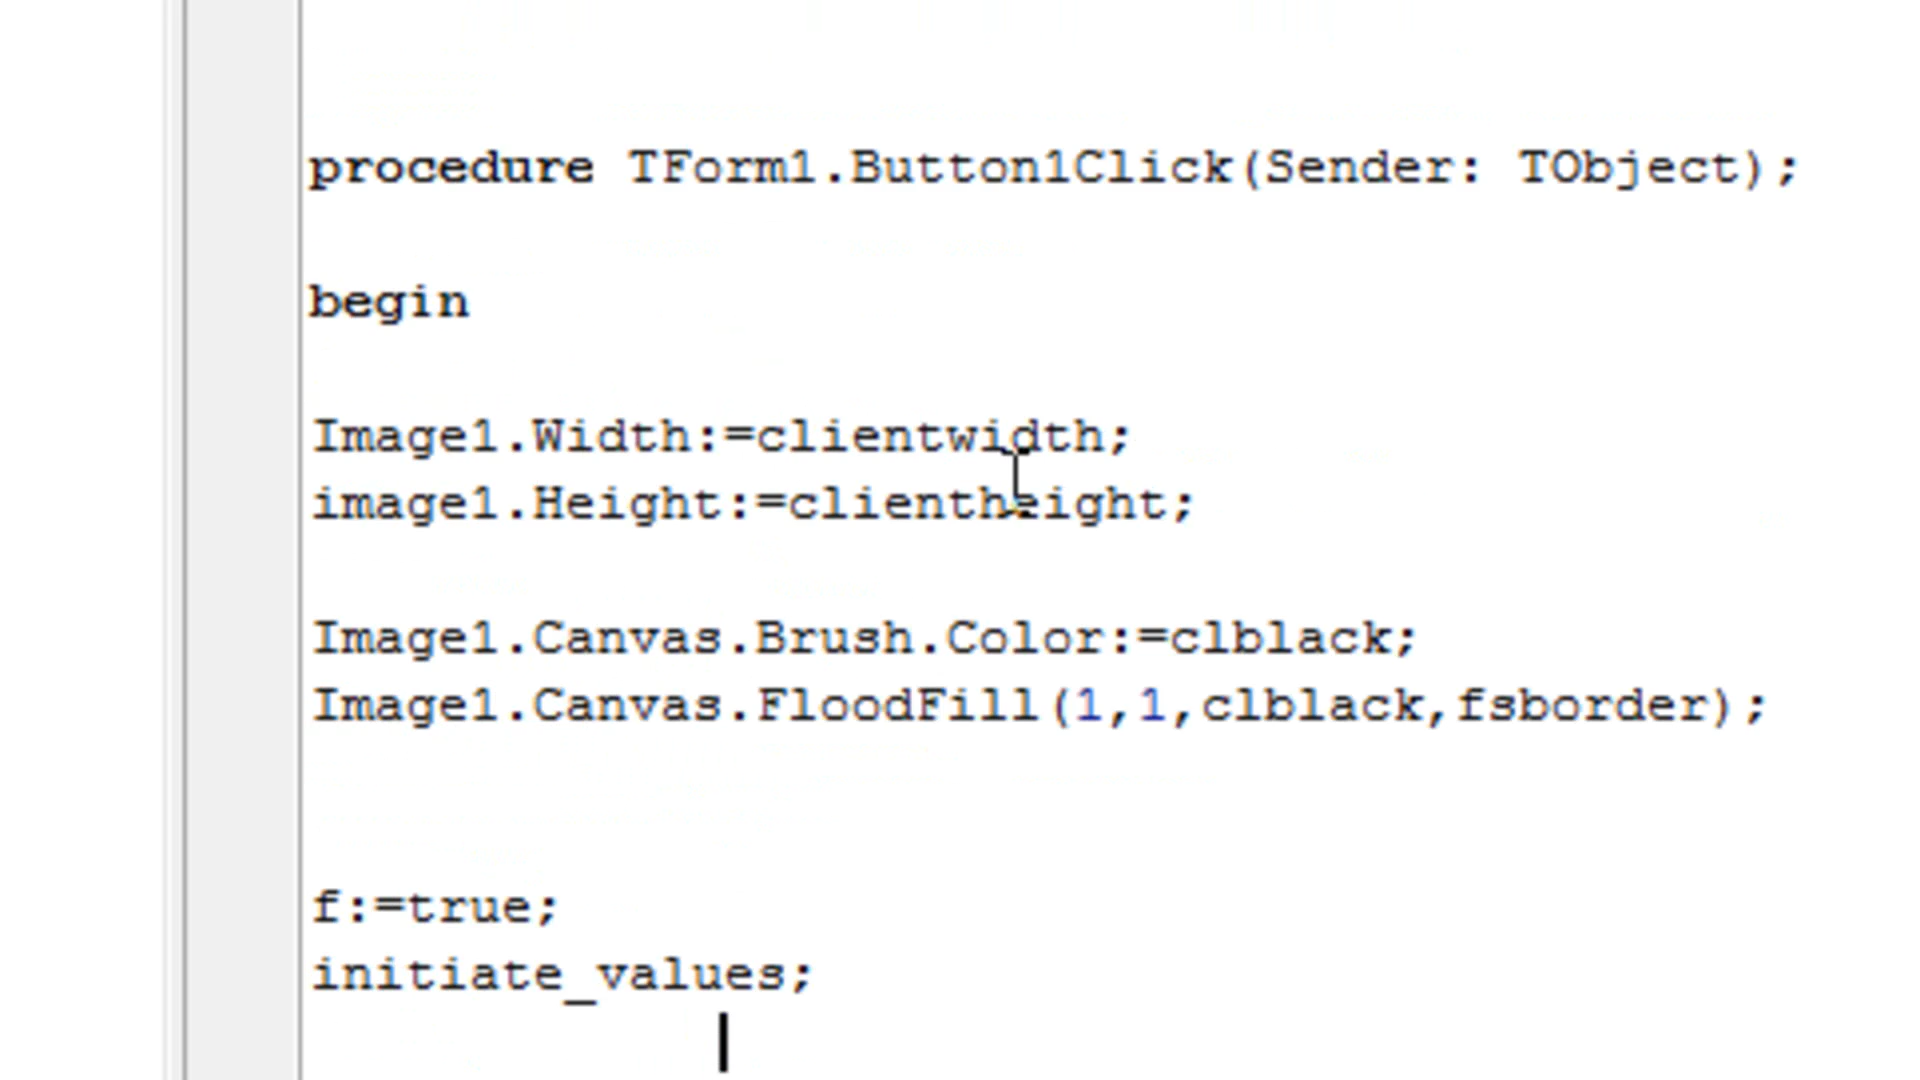 procedure TForm1.Button1Click(Sender: TObject);
begin
Image1.Width:=clientwidth;
image1.Height:=clientheight;
Image1.Canvas.Brush.Color:=clblack;
Image1.Canvas.FloodFill(1,1,clblack,fsborder);
f:=true;
initiate_values;